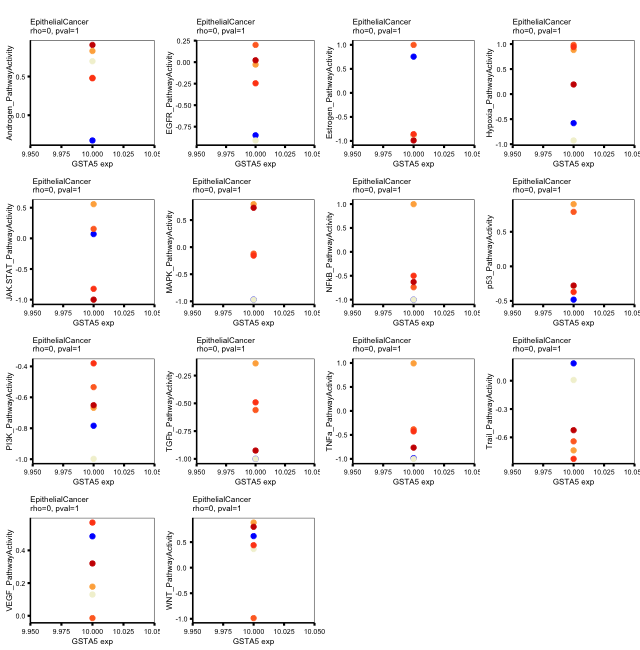 EpithelialCancer
rho=0, pval=1
Androgen_PathwayActivity
0.5
0.0
9.950 9.975 10.000 10.025 10.05
GSTA5 exp
EpithelialCancer
rho=0, pval=1
EGFR_PathwayActivity
0.25
0.00
-0.25
-0.50
-0.75
9.950 9.975 10.000 10.025 10.05
GSTA5 exp
EpithelialCancer
rho=0, pval=1
Estrogen_PathwayActivity
1.0
0.5
0.0
-0.5
-1.0
9.950 9.975 10.000 10.025 10.05
GSTA5 exp
EpithelialCancer
rho=0, pval=1
Hypoxia_PathwayActivity
1.0
0.5
0.0
-0.5
-1.0
9.950 9.975 10.000 10.025 10.05
GSTA5 exp
EpithelialCancer
rho=0, pval=1
JAK.STAT_PathwayActivity
0.5
0.0
-0.5
-1.0
9.950 9.975 10.000 10.025 10.05
GSTA5 exp
EpithelialCancer
rho=0, pval=1
MAPK_PathwayActivity
0.5
0.0
-0.5
-1.0
9.950 9.975 10.000 10.025 10.05
GSTA5 exp
EpithelialCancer
rho=0, pval=1
NFkB_PathwayActivity
1.0
0.5
0.0
-0.5
-1.0
9.950 9.975 10.000 10.025 10.05
GSTA5 exp
EpithelialCancer
rho=0, pval=1
p53_PathwayActivity
0.5
0.0
-0.5
9.950 9.975 10.000 10.025 10.05
GSTA5 exp
EpithelialCancer
rho=0, pval=1
PI3K_PathwayActivity
-0.4
-0.6
-0.8
-1.0
9.950 9.975 10.000 10.025 10.05
GSTA5 exp
EpithelialCancer
rho=0, pval=1
TGFb_PathwayActivity
-0.25
-0.50
-0.75
-1.00
9.950 9.975 10.000 10.025 10.05
GSTA5 exp
EpithelialCancer
rho=0, pval=1
TNFa_PathwayActivity
1.0
0.5
0.0
-0.5
-1.0
9.950 9.975 10.000 10.025 10.05
GSTA5 exp
EpithelialCancer
rho=0, pval=1
Trail_PathwayActivity
0.0
-0.3
-0.6
9.950 9.975 10.000 10.025 10.05
GSTA5 exp
EpithelialCancer
rho=0, pval=1
VEGF_PathwayActivity
0.4
0.2
0.0
9.950 9.975 10.000 10.025 10.05
GSTA5 exp
EpithelialCancer
rho=0, pval=1
WNT_PathwayActivity
0.5
0.0
-0.5
-1.0
9.950 9.975 10.000 10.025 10.050
GSTA5 exp